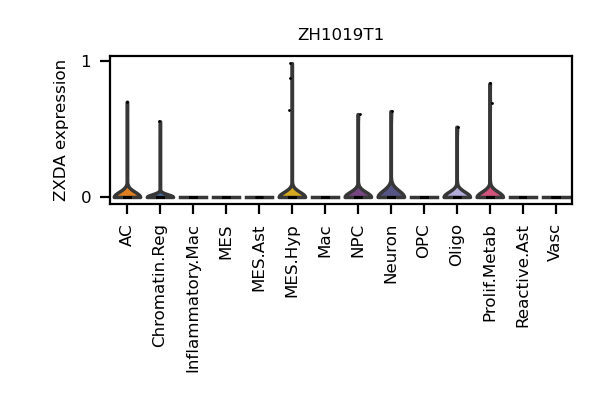 ZH1019T1
ZXDA expression
1
0
AC
Chromatin.Reg
Inflammatory.Mac
MES
MES.Ast
MES.Hyp
Mac
NPC
Neuron
OPC
Oligo
Prolif.Metab
Reactive.Ast
Vasc